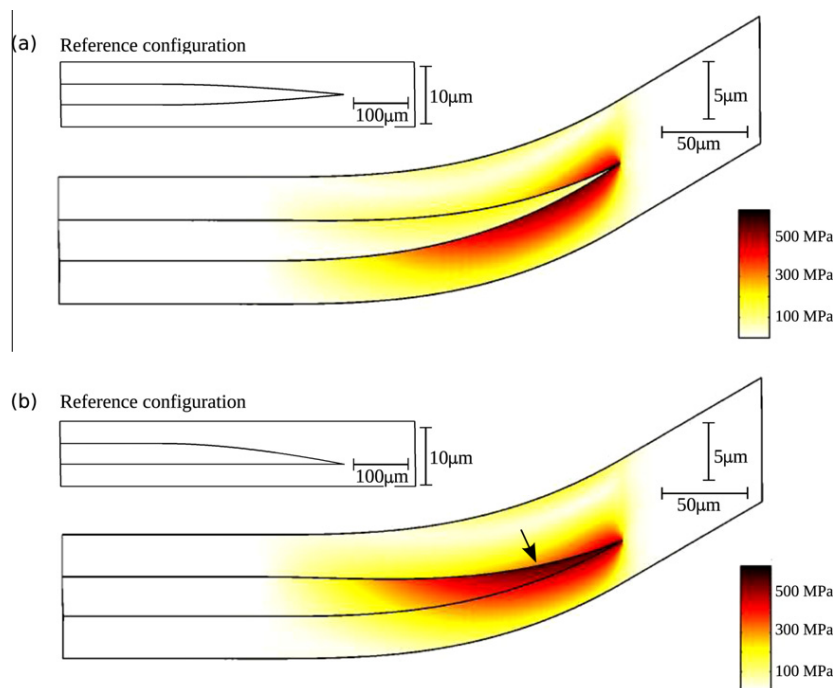 (a)
Reference configuration
10μm
100μm
5μm
50μm
500 MPa
300 MPa
100 MPa
(b)
Reference configuration
10μm
100μm
5μm
50μm
500 MPa
300 MPa
100 MPa